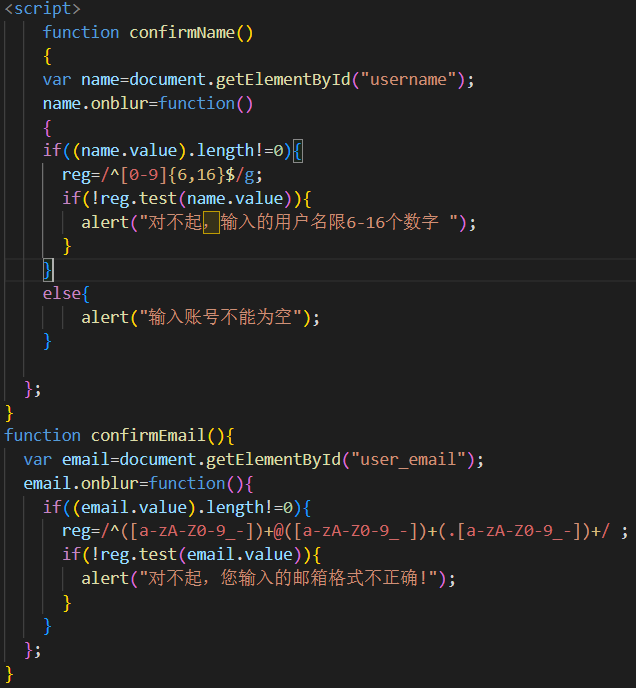 <script>
function confirmName()
{
var name=document.getElementById("username");
name.onblur=function()
{
if((name.value).length!=0){
reg=/^[0-9]{6,16}$/g;
if(!reg.test(name.value)){
alert("对不起，输入的用户名限6-16个数字 ");
}
}
else{
alert("输入账号不能为空");
}
};
}
function confirmEmail(){
var email=document.getElementById("user_email");
email.onblur=function(){
if((email.value).length!=0){
reg=/^([a-zA-Z0-9_-])+@([a-zA-Z0-9_-])+(.[a-zA-Z0-9_-])+/ ;
if(!reg.test(email.value)){
alert("对不起，您输入的邮箱格式不正确!");
}
}
};
}